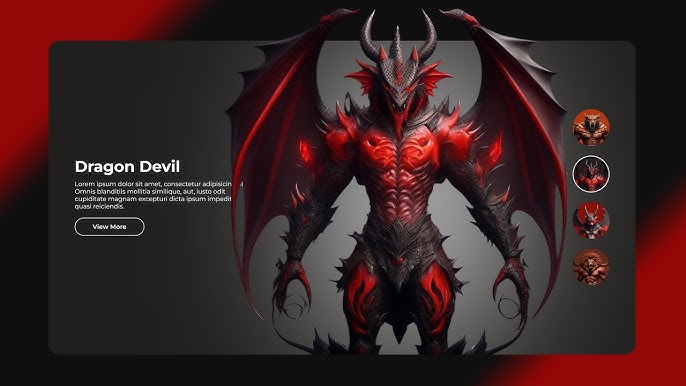 Dragon Devil
Lorem ipsum dolor sit amet, consectetur adipisicin
Omnis blanditiis mollitia similique, aut, iusto odit
cupiditate magnam excepturi dicta ipsum impedit
quasi reiciendis.
View More